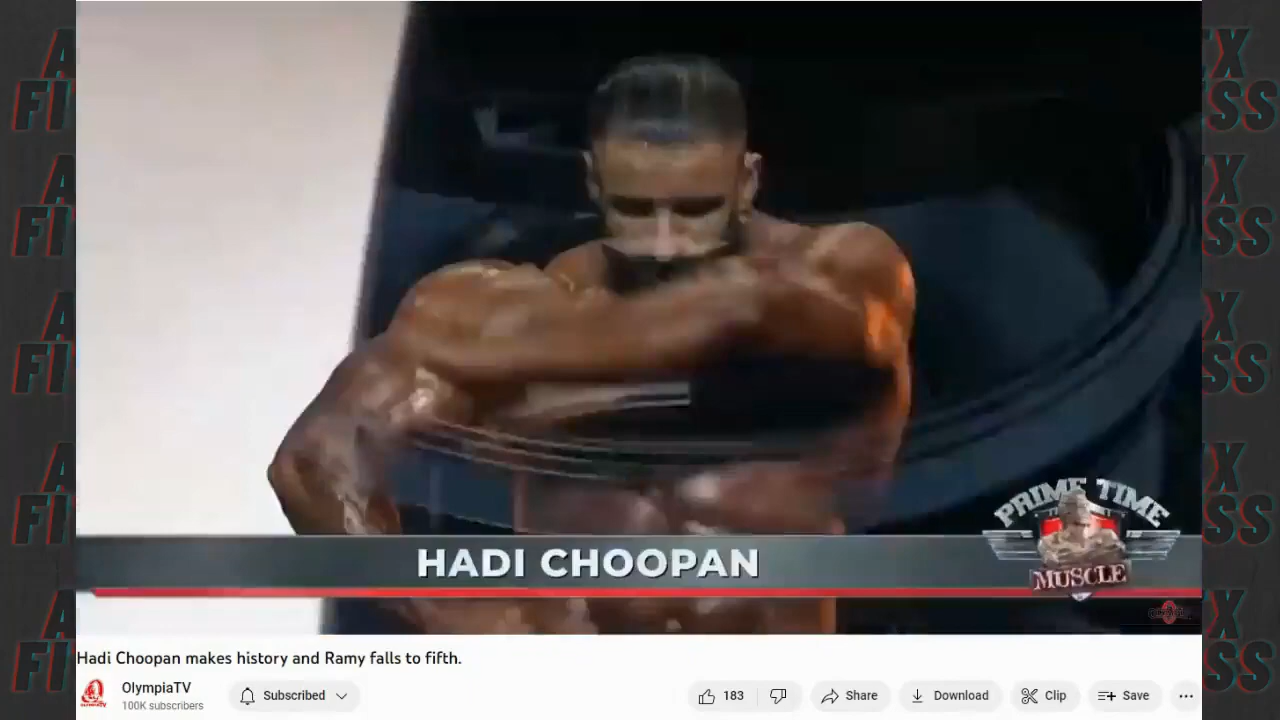 PRIME TIME
MUSCLE
HADI CHOOPAN
Hadi Choopan makes history and Ramy falls to fifth.
OlympiaTV
100K subscribers
Subscribed
183
Share
Download
Clip
Save